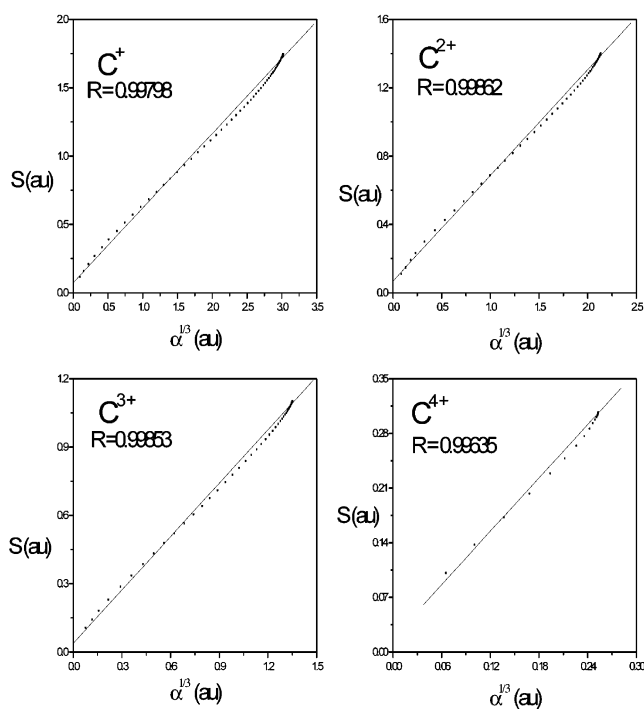 C+
R=0.99798
S(au)
2.0
1.5
1.0
0.5
0.0
0.0 0.5 1.0 1.5 2.0 2.5 3.0 3.5
α1/3 (au)
C2+
R=0.99862
S(au)
1.6
1.2
0.8
0.4
0.0
0.0 0.5 1.0 1.5 2.0 2.5
α1/3 (au)
C3+
R=0.99853
S(au)
1.2
0.9
0.6
0.3
0.0
0.0 0.3 0.6 0.9 1.2 1.5
α1/3 (au)
C4+
R=0.99635
S(au)
0.35
0.28
0.21
0.14
0.07
0.00
0.00 0.06 0.12 0.18 0.24 0.30
α1/3 (au)